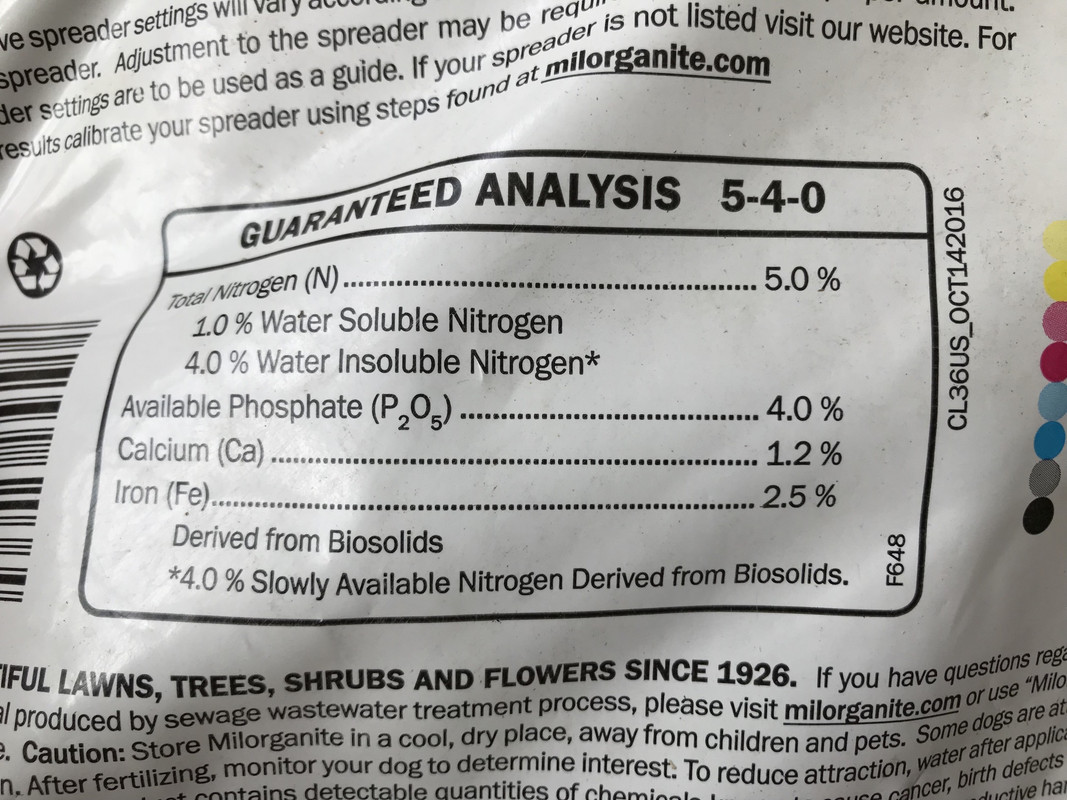 ve spreader settings will vary amount.
spreader. Adjustment to the spreader may be
der settings are to be used as a guide. If your spreader is not listed visit our website. For
results calibrate your spreader using steps found at milorganite.com
GUARANTEED ANALYSIS 5-4-0
Total Nitrogen (N) 5.0 %
1.0 % Water Soluble Nitrogen
4.0 % Water Insoluble Nitrogen*
Available Phosphate (P₂O₅) 4.0 %
Calcium (Ca) 1.2 %
Iron (Fe) 2.5 %
Derived from Biosolids
*4.0 % Slowly Available Nitrogen Derived from Biosolids.
F648
CL36US_OCT142016
IFUL LAWNS, TREES, SHRUBS AND FLOWERS SINCE 1926. If you have questions rega
al produced by sewage wastewater treatment process, please visit milorganite.com or use "Milo
e. Caution: Store Milorganite in a cool, dry place, away from children and pets. Some dogs are at
n. After fertilizing, monitor your dog to determine interest. To reduce attraction, water after applica
contains detectable quantities of cancer, birth defects